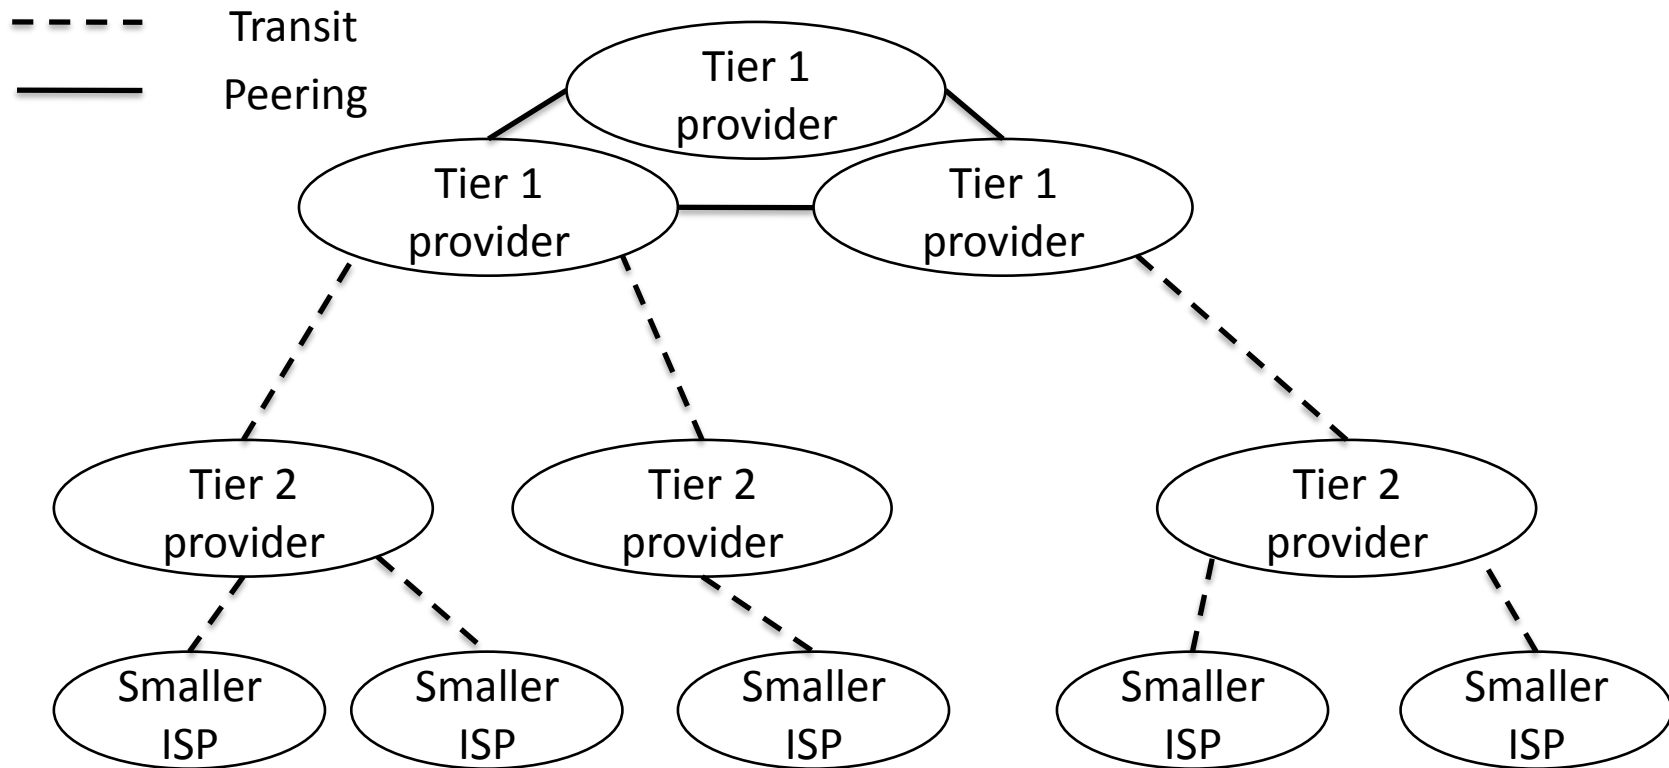 Transit
Peering
Tier 1
provider
Tier 1
provider
Tier 1
provider
Tier 2
provider
Tier 2
provider
Tier 2
provider
Smaller
ISP
Smaller
ISP
Smaller
ISP
Smaller
ISP
Smaller
ISP